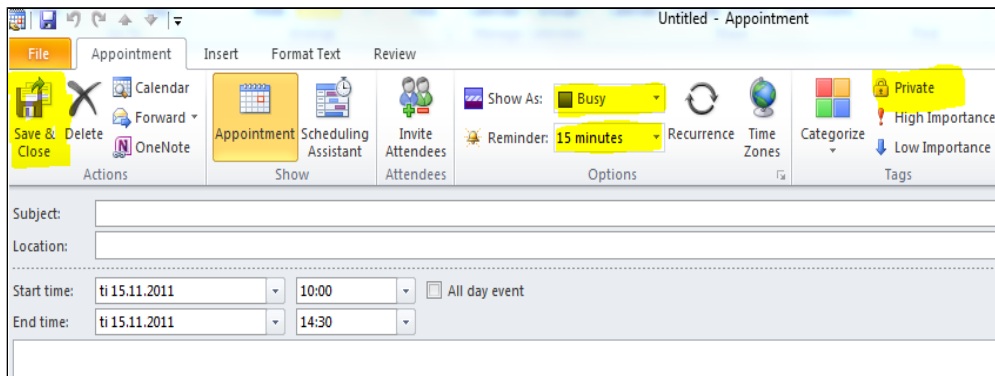 Untitled - Appointment
File Appointment Insert Format Text Review
Save & Close
Delete
Calendar
Forward
OneNote
Actions
Appointment
Scheduling Assistant
Show
Invite Attendees
Attendees
Show As: Busy
Reminder: 15 minutes
Recurrence
Time Zones
Options
Categorize
Private
High Importance
Low Importance
Tags
Subject:
Location:
Start time: ti 15.11.2011 10:00 All day event
End time: ti 15.11.2011 14:30